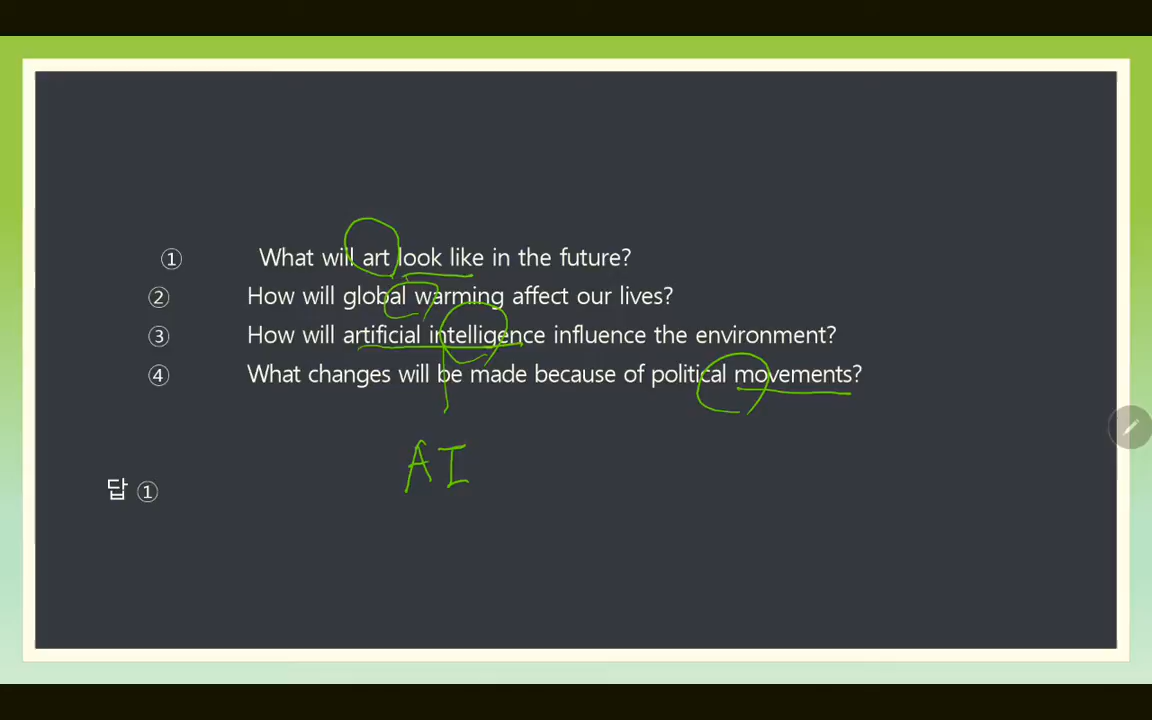 ① What will art look like in the future?
② How will global warming affect our lives?
③ How will artificial intelligence influence the environment?
④ What changes will be made because of political movements?
AI
답 ①